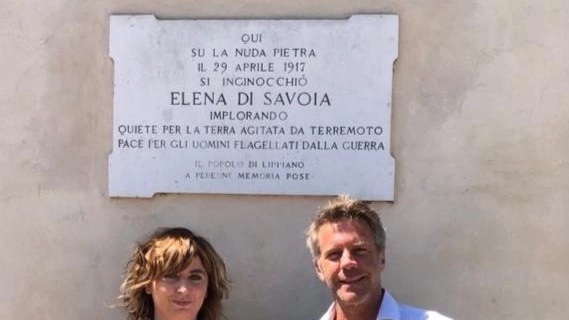 QUI
SU LA NUDA PIETRA
IL 29 APRILE 1917
SI INGINOCCHIÒ
ELENA DI SAVOIA
IMPLORANDO
QUIETE PER LA TERRA AGITATA DA TERREMOTO
PACE PER GLI UOMINI FLAGELLATI DALLA GUERRA
IL POPOLO DI LIPPIANO
A PERENNE MEMORIA POSE